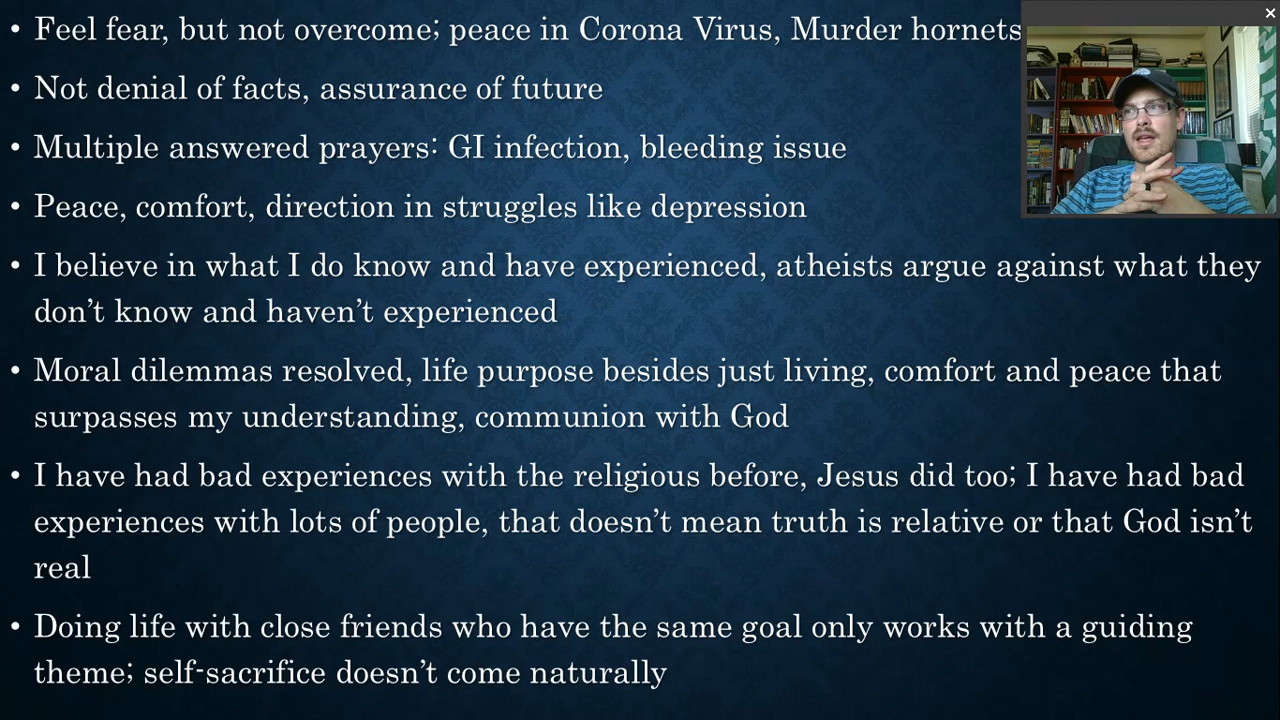 • Feel fear, but not overcome; peace in Corona Virus, Murder hornets
• Not denial of facts, assurance of future
• Multiple answered prayers: GI infection, bleeding issue
• Peace, comfort, direction in struggles like depression
• I believe in what I do know and have experienced, atheists argue against what they
don't know and haven't experienced
• Moral dilemmas resolved, life purpose besides just living, comfort and peace that
surpasses my understanding, communion with God
• I have had bad experiences with the religious before, Jesus did too; I have had bad
experiences with lots of people, that doesn't mean truth is relative or that God isn't
real
• Doing life with close friends who have the same goal only works with a guiding
theme; self-sacrifice doesn't come naturally